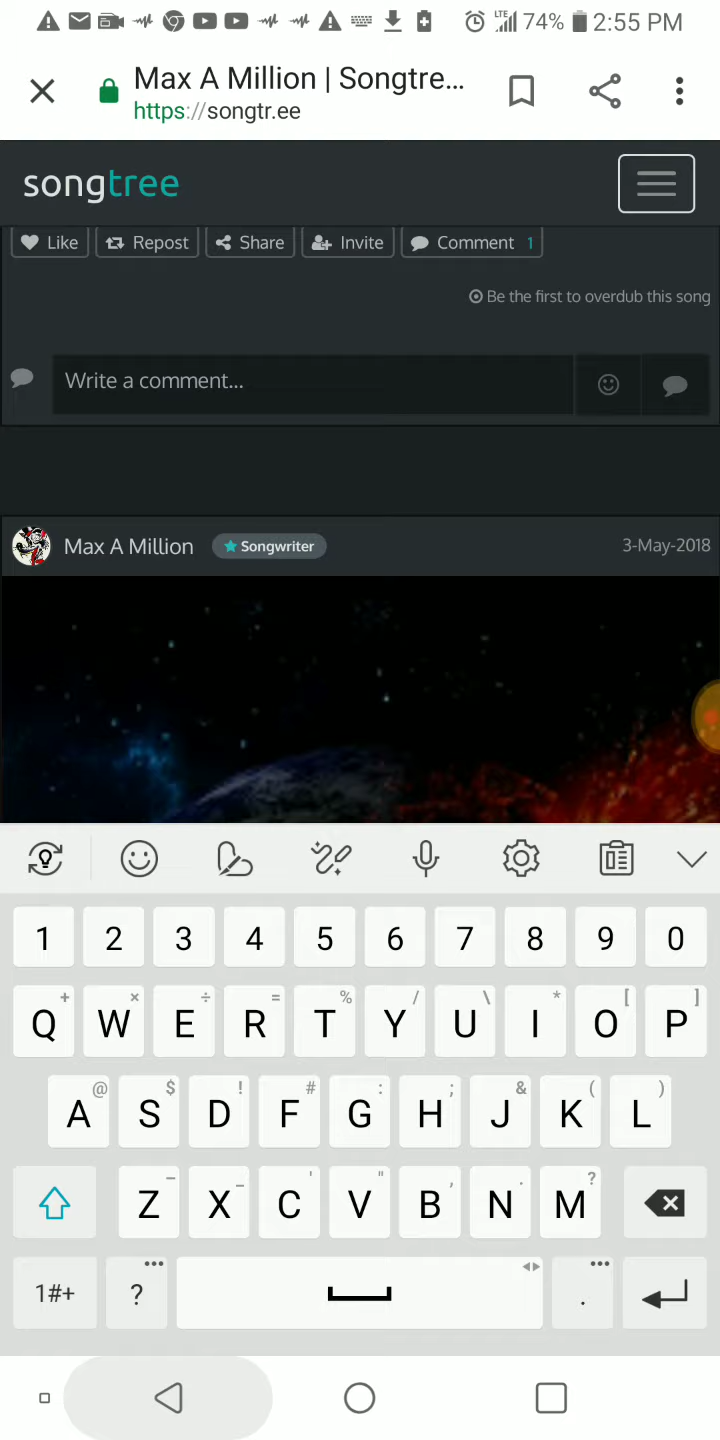 74% 2:55 PM
Max A Million | Songtre...
https://songtr.ee
songtree
Like Repost Share Invite Comment 1
Be the first to overdub this song
Write a comment...
Max A Million Songwriter 3-May-2018
1 2 3 4 5 6 7 8 9 0
+ × ÷ = % / \ * [ ]
Q W E R T Y U I O P
@ $ ! # : ; & ( )
A S D F G H J K L
- _ ' " , . ?
Z X C V B N M
1#+ ? .